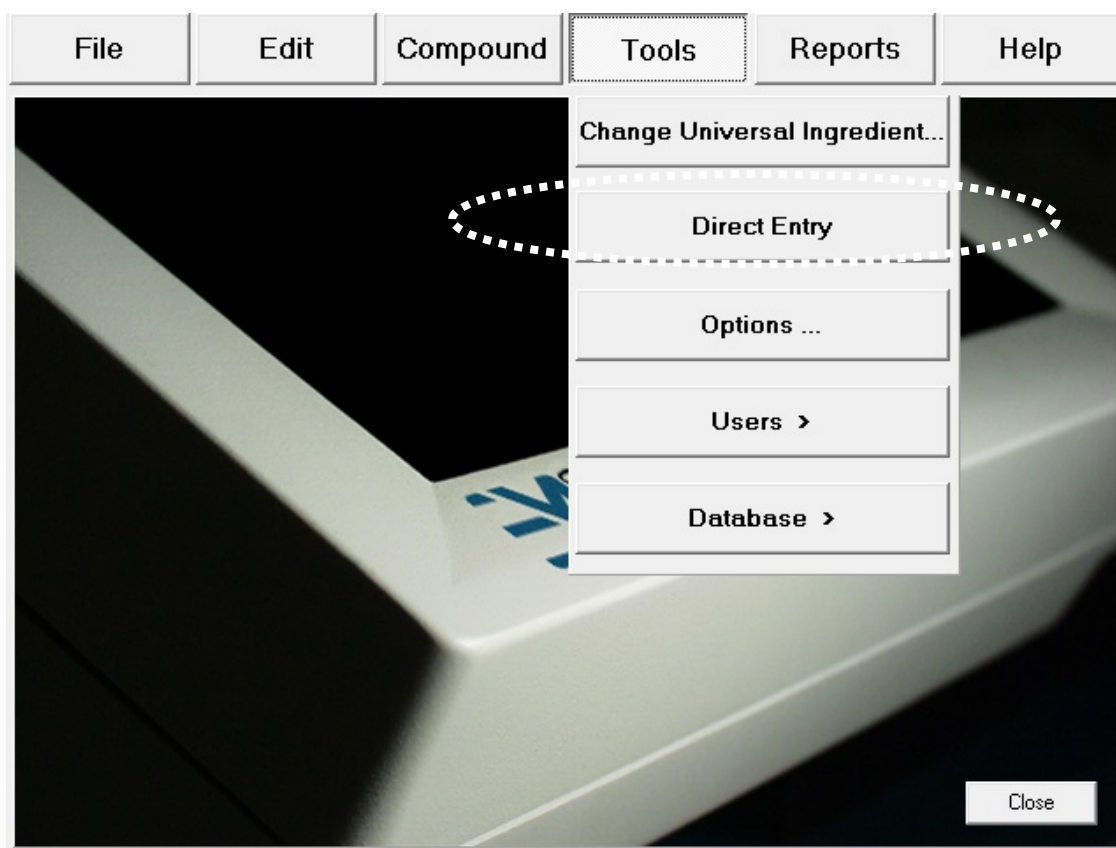 File
Edit
Compound
Tools
Reports
Help
Change Universal Ingredient...
Direct Entry
Options ...
Users >
Database >
Close